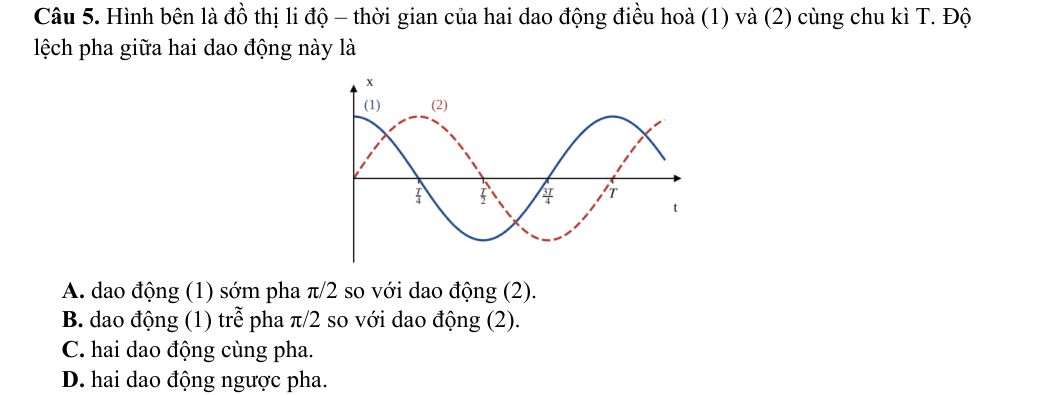 Câu 5. Hình bên là đồ thị li độ – thời gian của hai dao động điều hoà (1) và (2) cùng chu kì T. Độ
lệch pha giữa hai dao động này là
x
(1) (2)
T/4 T/2 3T/4 T
t
A. dao động (1) sớm pha π/2 so với dao động (2).
B. dao động (1) trễ pha π/2 so với dao động (2).
C. hai dao động cùng pha.
D. hai dao động ngược pha.